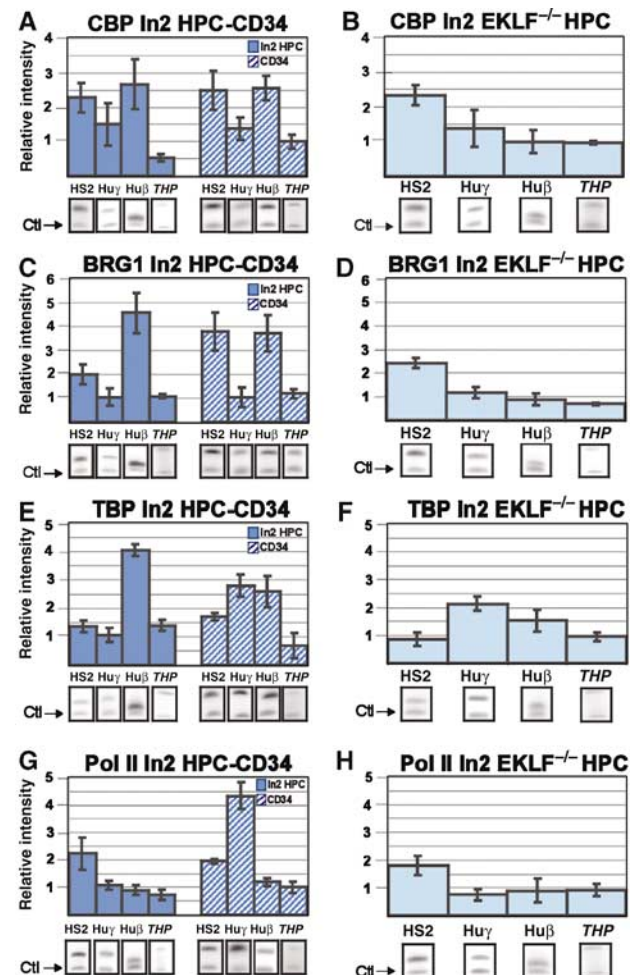 A CBP In2 HPC-CD34
Relative intensity
4
3
2
1
In2 HPC
CD34
HS2 Huγ Huβ THP HS2 Huγ Huβ THP
Ctl
B CBP In2 EKLF–/– HPC
4
3
2
1
HS2 Huγ Huβ THP
Ctl
C BRG1 In2 HPC-CD34
Relative intensity
6
5
4
3
2
1
In2 HPC
CD34
HS2 Huγ Huβ THP HS2 Huγ Huβ THP
Ctl
D BRG1 In2 EKLF–/– HPC
6
5
4
3
2
1
HS2 Huγ Huβ THP
Ctl
E TBP In2 HPC-CD34
Relative intensity
5
4
3
2
1
In2 HPC
CD34
HS2 Huγ Huβ THP HS2 Huγ Huβ THP
Ctl
F TBP In2 EKLF–/– HPC
5
4
3
2
1
HS2 Huγ Huβ THP
Ctl
G Pol II In2 HPC-CD34
Relative intensity
5
4
3
2
1
In2 HPC
CD34
HS2 Huγ Huβ THP HS2 Huγ Huβ THP
Ctl
H Pol II In2 EKLF–/– HPC
5
4
3
2
1
HS2 Huγ Huβ THP
Ctl